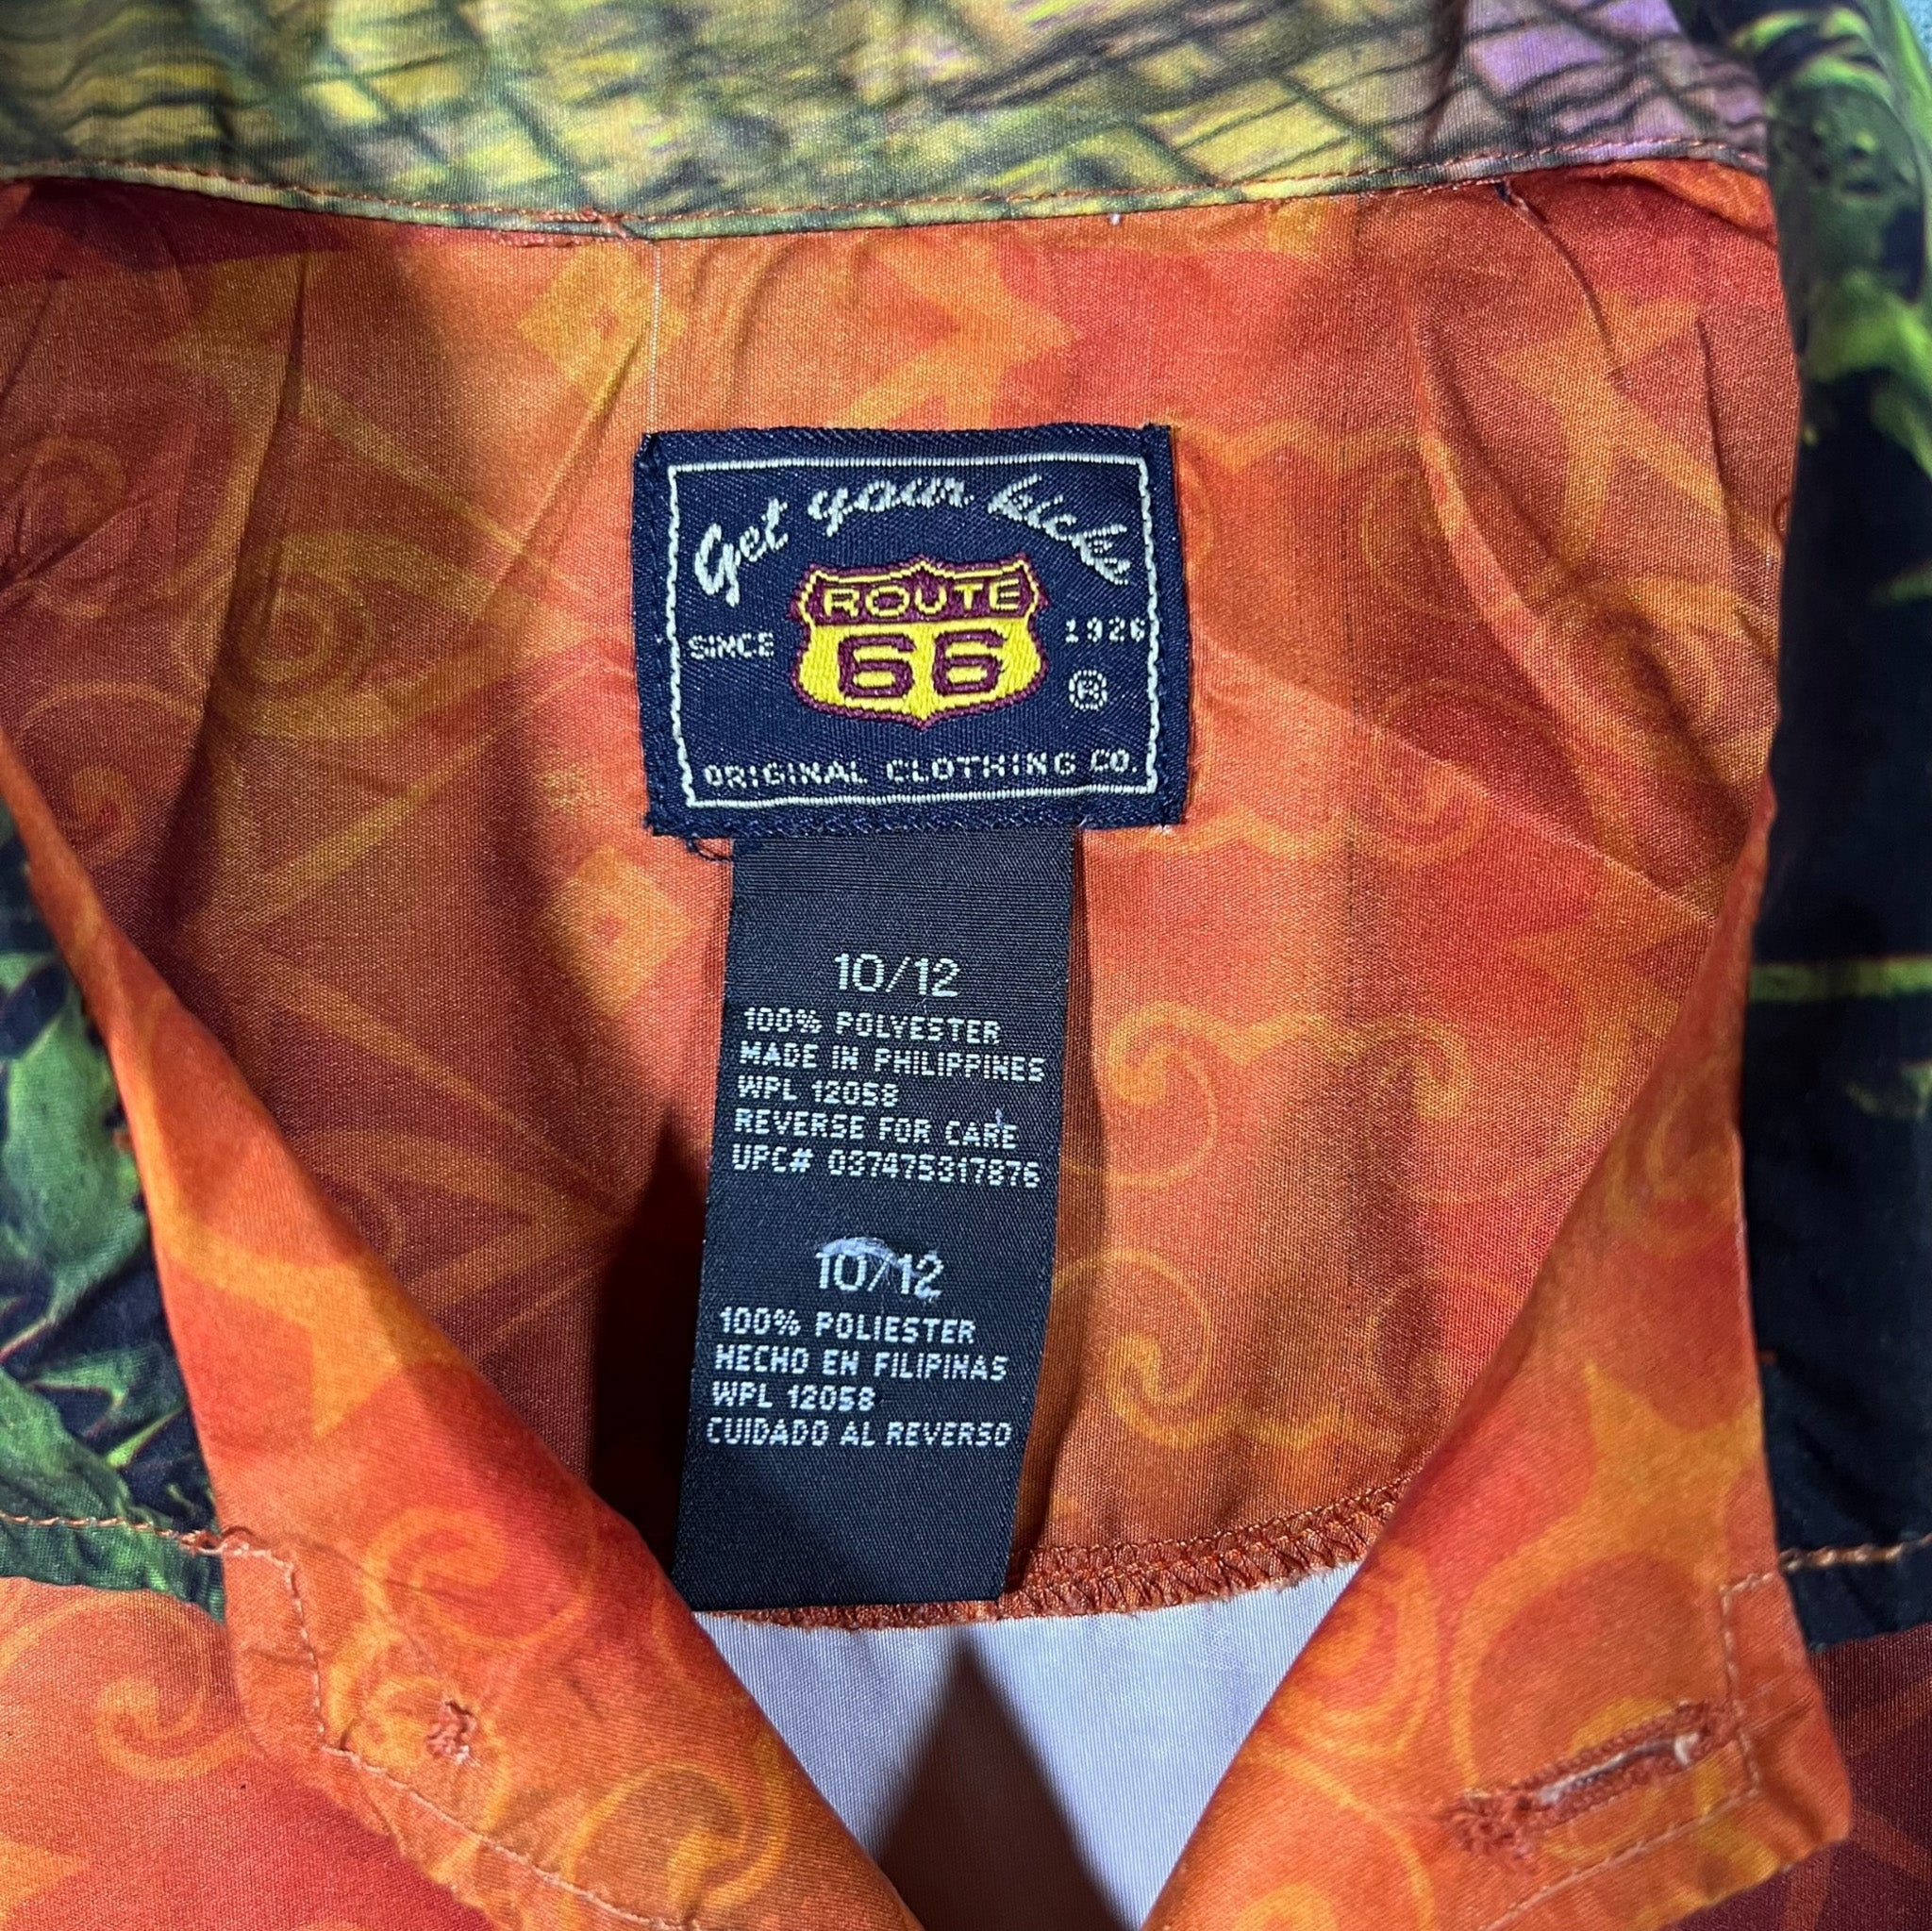 Get your kicks
ROUTE
SINCE 66 1926
®
ORIGINAL CLOTHING CO.
10/12
100% POLYESTER
MADE IN PHILIPPINES
WPL 12058
REVERSE FOR CARE
UPC# 037475317876
10/12
100% POLIESTER
HECHO EN FILIPINAS
WPL 12058
CUIDADO AL REVERSO